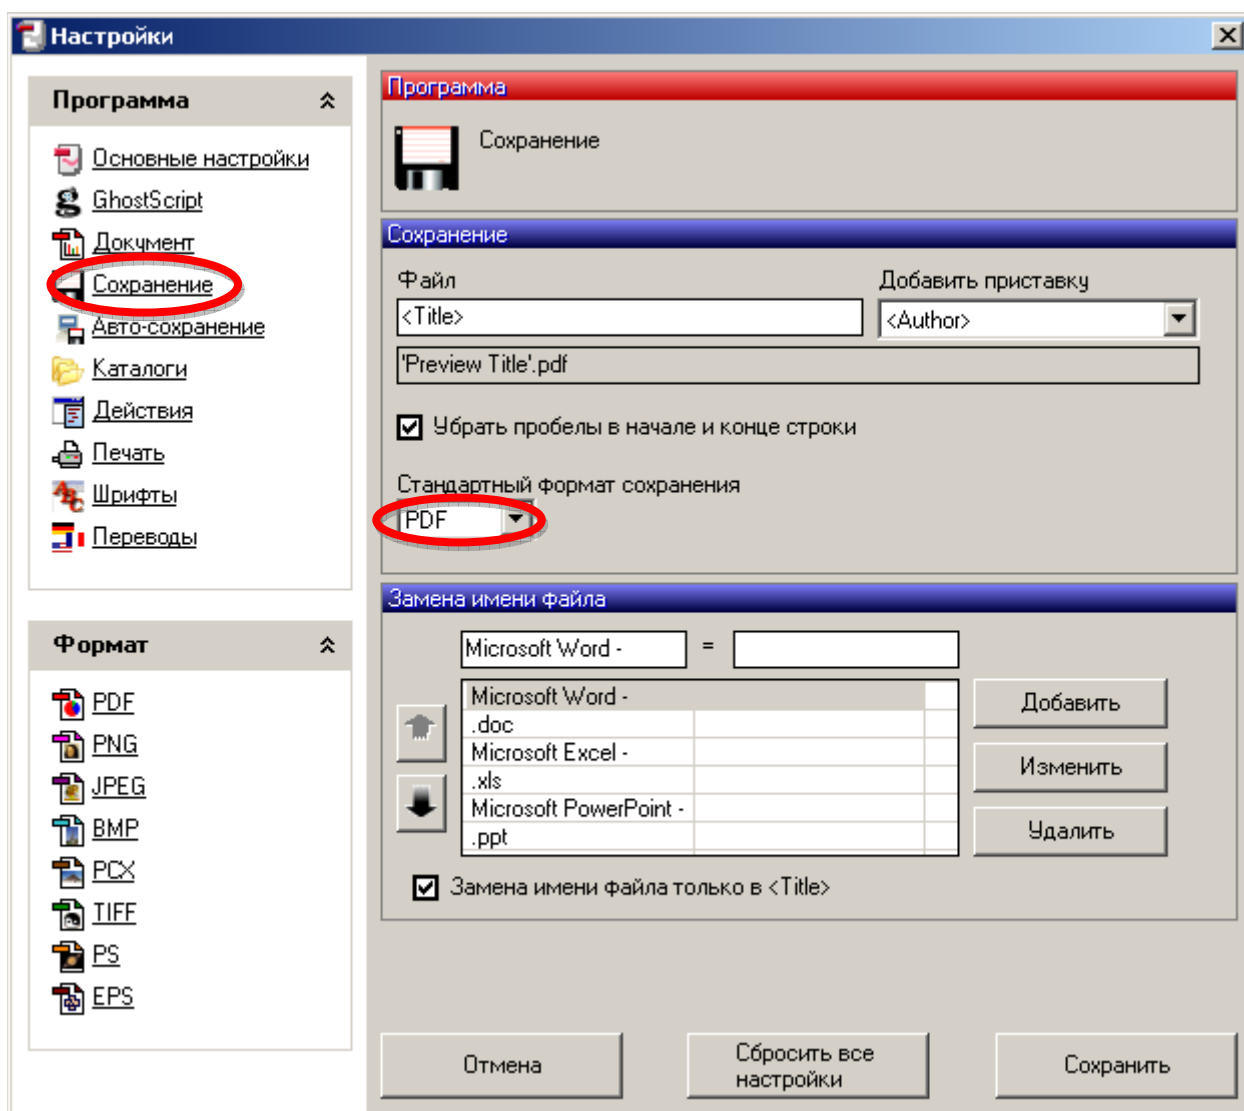 Настройки
Программа
Основные настройки
GhostScript
Документ
Сохранение
Авто-сохранение
Каталоги
Действия
Печать
Шрифты
Переводы
Формат
PDF
PNG
JPEG
BMP
PCX
TIFF
PS
EPS
Программа
Сохранение
Сохранение
Файл
Добавить приставку
<Title>
<Author>
'Preview Title'.pdf
Убрать пробелы в начале и конце строки
Стандартный формат сохранения
PDF
Замена имени файла
Microsoft Word - =
Microsoft Word -
.doc
Microsoft Excel -
.xls
Microsoft PowerPoint -
.ppt
Добавить
Изменить
Удалить
Замена имени файла только в <Title>
Отмена
Сбросить все
настройки
Сохранить